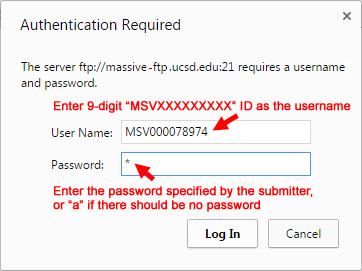 Authentication Required
The server ftp://massive-ftp.ucsd.edu:21 requires a username
and password.
Enter 9-digit “MSVXXXXXXXXX” ID as the username
User Name: MSV000078974
Password: *
Enter the password specified by the submitter,
or “a” if there should be no password
Log In Cancel